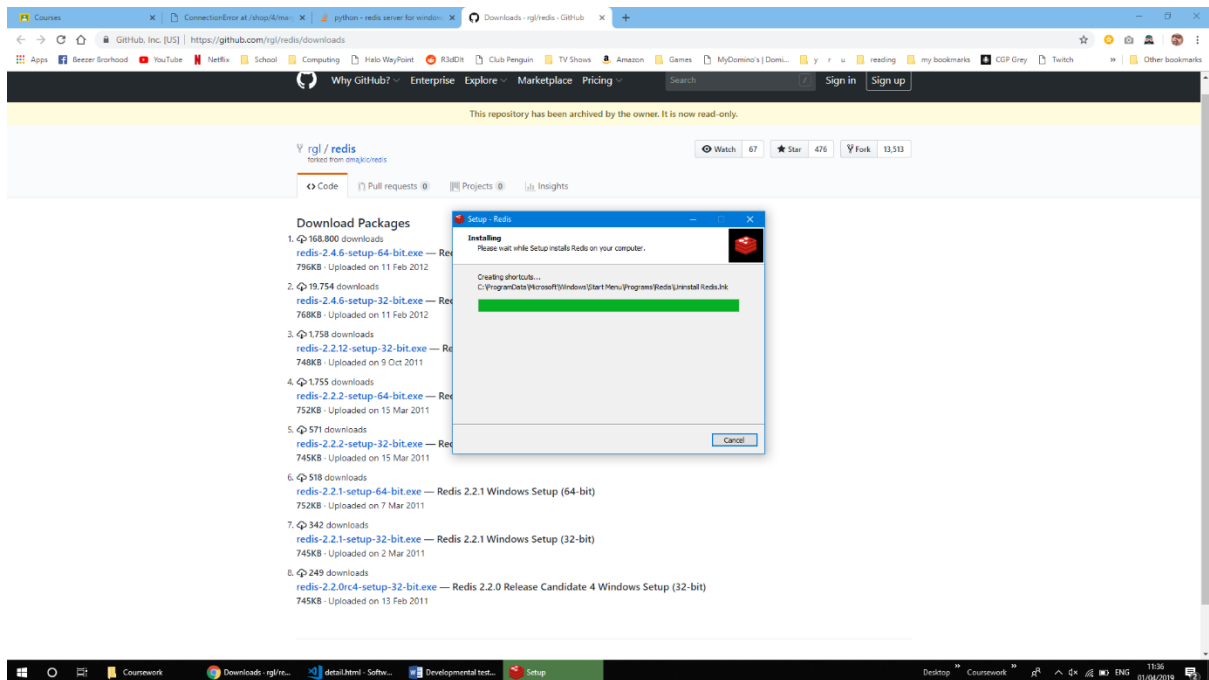 Courses
ConnectionError at /shop/4/ma
python - redis server for window
Downloads · rgl/redis · GitHub
GitHub, Inc. [US] | https://github.com/rgl/redis/downloads
Apps Beezer Brorhood YouTube Netflix School Computing Halo WayPoint R3dDIt Club Penguin TV Shows Amazon Games MyDomino's | Domi... y r u reading my bookmarks CGP Grey Twitch » Other bookmarks
Why GitHub? Enterprise Explore Marketplace Pricing Search / Sign in Sign up
This repository has been archived by the owner. It is now read-only.
rgl / redis
forked from dmajkic/redis
Watch 67 Star 476 Fork 13,513
Code Pull requests 0 Projects 0 Insights
Download Packages
1. 168,800 downloads
redis-2.4.6-setup-64-bit.exe — Re
796KB · Uploaded on 11 Feb 2012
2. 19,754 downloads
redis-2.4.6-setup-32-bit.exe — Re
768KB · Uploaded on 11 Feb 2012
3. 1,758 downloads
redis-2.2.12-setup-32-bit.exe — Re
748KB · Uploaded on 9 Oct 2011
4. 1,755 downloads
redis-2.2.2-setup-64-bit.exe — Red
752KB · Uploaded on 15 Mar 2011
5. 571 downloads
redis-2.2.2-setup-32-bit.exe — Red
745KB · Uploaded on 15 Mar 2011
6. 518 downloads
redis-2.2.1-setup-64-bit.exe — Redis 2.2.1 Windows Setup (64-bit)
752KB · Uploaded on 7 Mar 2011
7. 342 downloads
redis-2.2.1-setup-32-bit.exe — Redis 2.2.1 Windows Setup (32-bit)
745KB · Uploaded on 2 Mar 2011
8. 249 downloads
redis-2.2.0rc4-setup-32-bit.exe — Redis 2.2.0 Release Candidate 4 Windows Setup (32-bit)
745KB · Uploaded on 13 Feb 2011
Setup - Redis
Installing
Please wait while Setup installs Redis on your computer.
Creating shortcuts...
C:\ProgramData\Microsoft\Windows\Start Menu\Programs\Redis\Uninstall Redis.lnk
Cancel
Coursework Downloads · rgl/re... detail.html - Softw... Developmental test... Setup Desktop » Coursework » ENG 11:36
01/04/2019